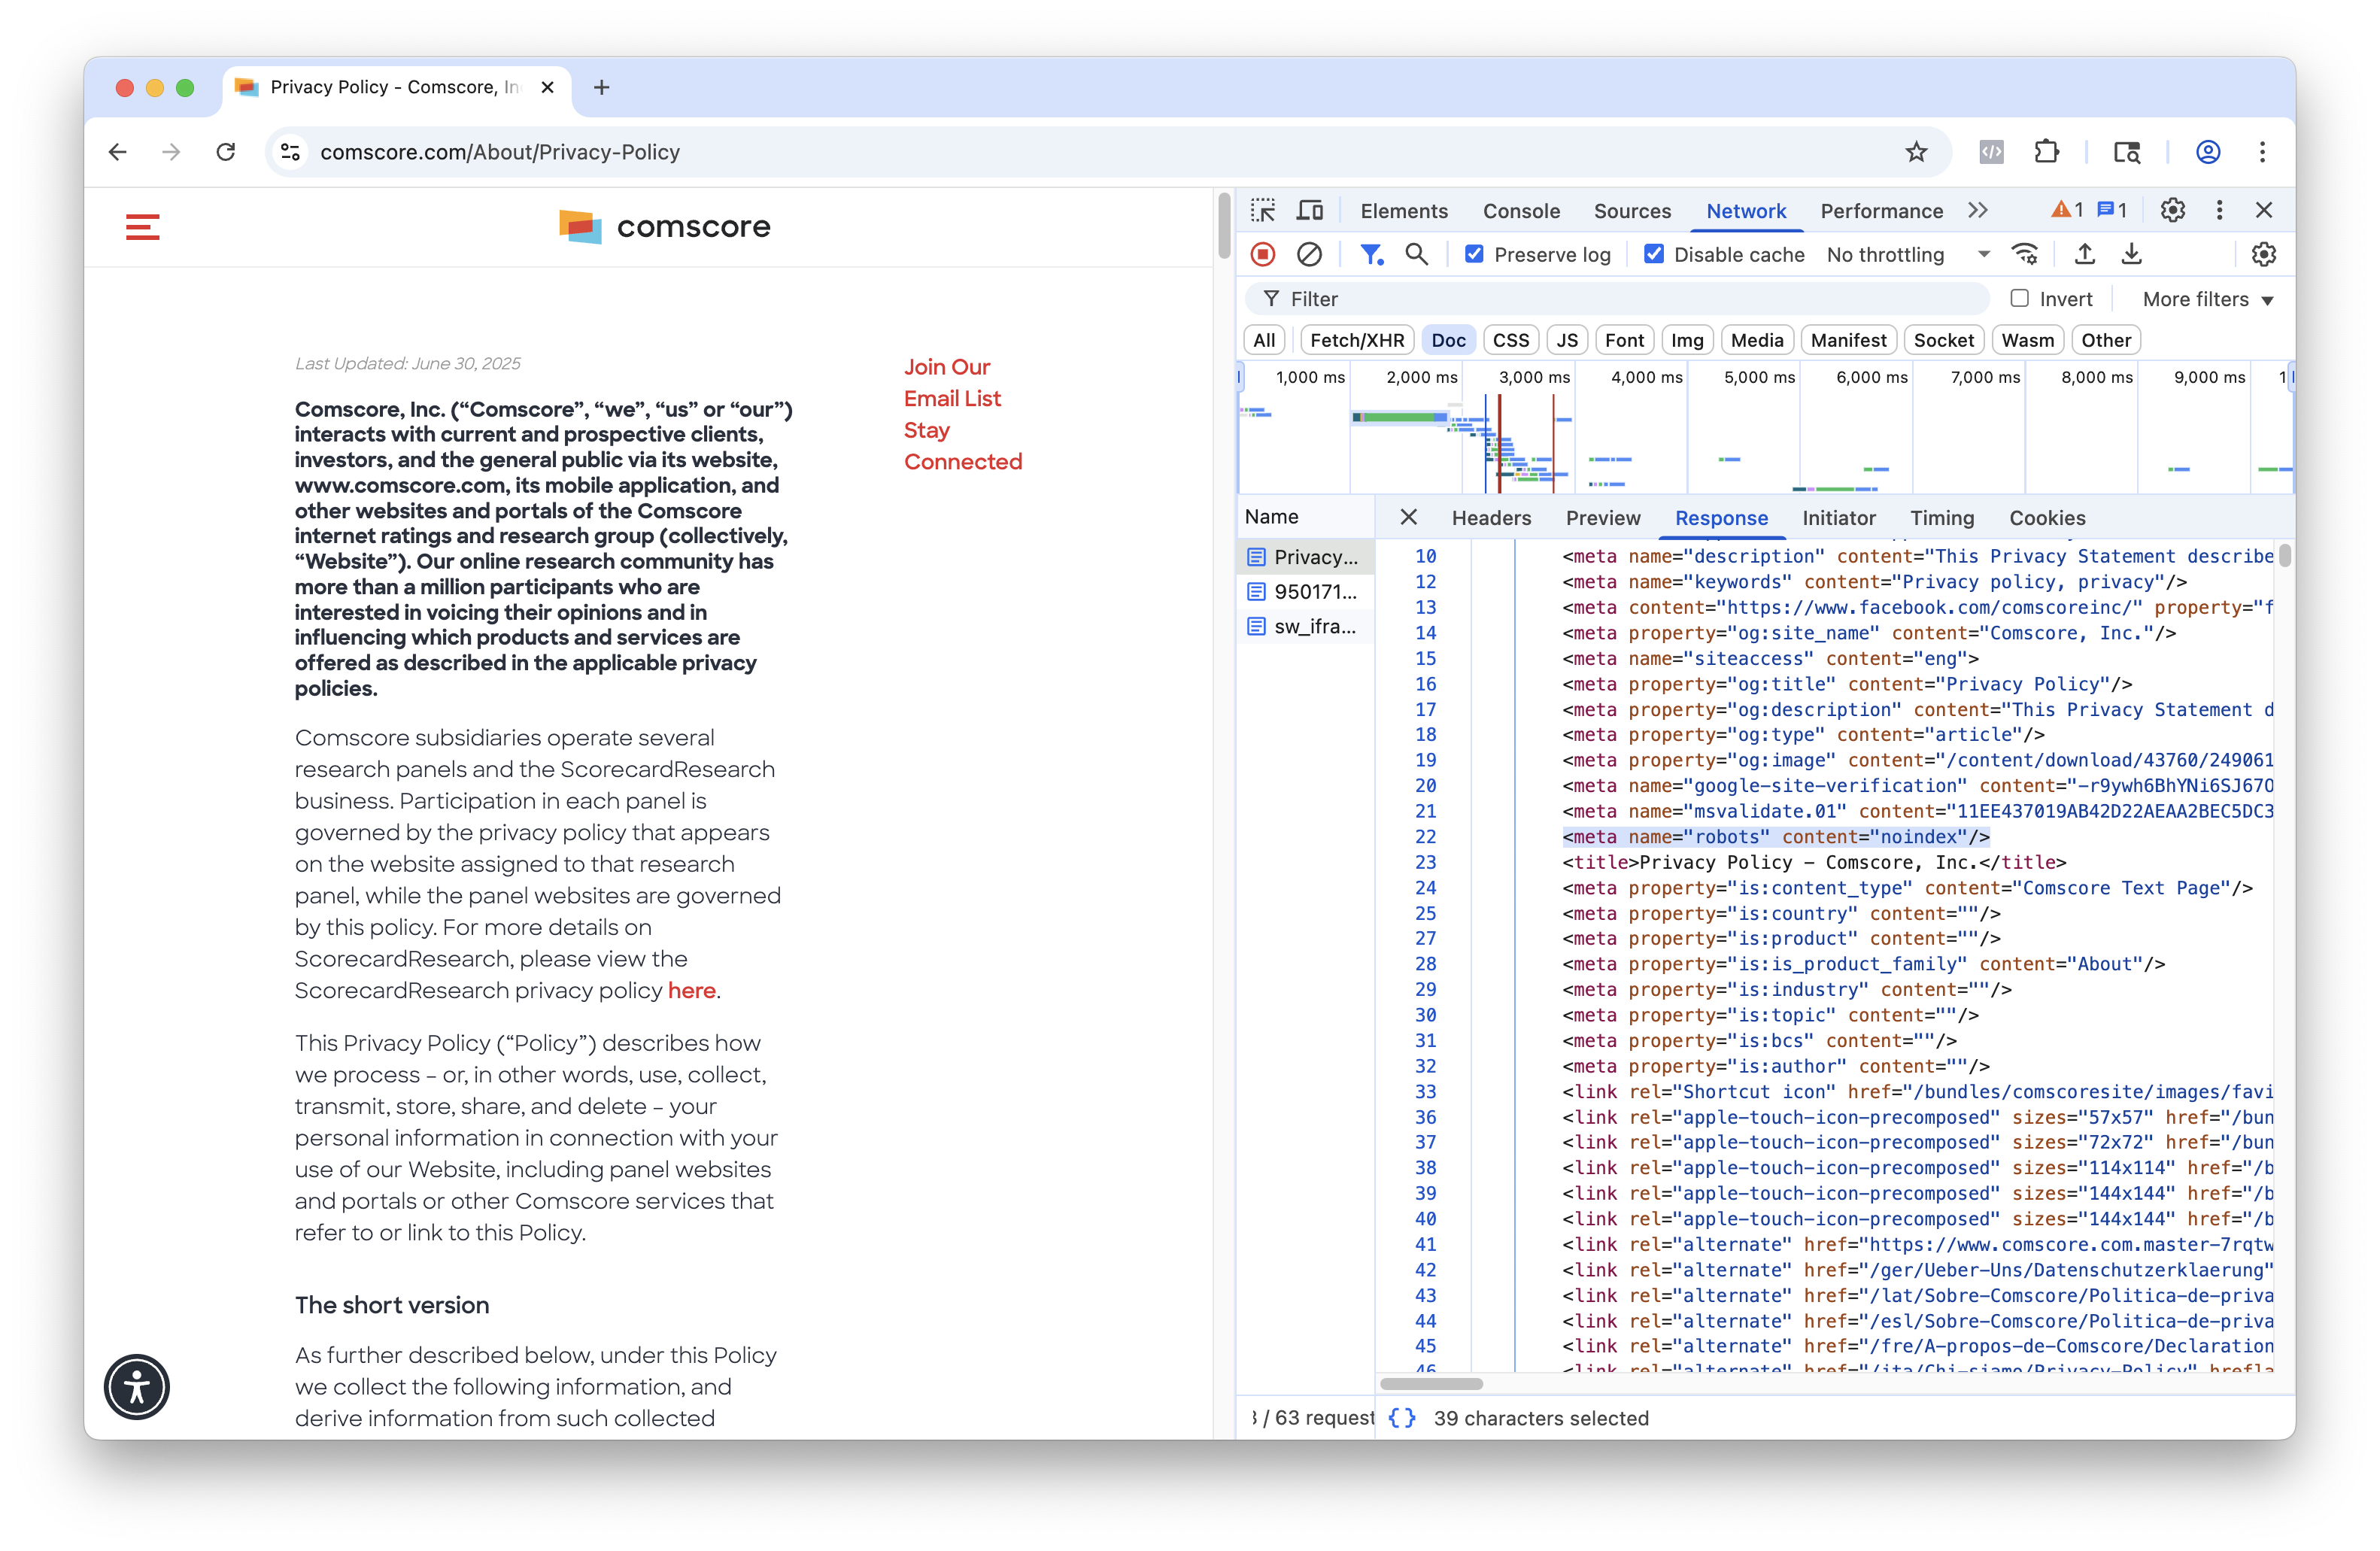 Privacy Policy - Comscore, In
comscore.com/About/Privacy-Policy
comscore
Last Updated: June 30, 2025
Comscore, Inc. (“Comscore”, “we”, “us” or “our”)
interacts with current and prospective clients,
investors, and the general public via its website,
www.comscore.com, its mobile application, and
other websites and portals of the Comscore
internet ratings and research group (collectively,
“Website”). Our online research community has
more than a million participants who are
interested in voicing their opinions and in
influencing which products and services are
offered as described in the applicable privacy
policies.
Comscore subsidiaries operate several
research panels and the ScorecardResearch
business. Participation in each panel is
governed by the privacy policy that appears
on the website assigned to that research
panel, while the panel websites are governed
by this policy. For more details on
ScorecardResearch, please view the
ScorecardResearch privacy policy here.
This Privacy Policy (“Policy”) describes how
we process – or, in other words, use, collect,
transmit, store, share, and delete – your
personal information in connection with your
use of our Website, including panel websites
and portals or other Comscore services that
refer to or link to this Policy.
The short version
As further described below, under this Policy
we collect the following information, and
derive information from such collected
Join Our
Email List
Stay
Connected
Elements Console Sources Network Performance 1 1
Preserve log Disable cache No throttling
Filter Invert More filters
All Fetch/XHR Doc CSS JS Font Img Media Manifest Socket Wasm Other
1,000 ms 2,000 ms 3,000 ms 4,000 ms 5,000 ms 6,000 ms 7,000 ms 8,000 ms 9,000 ms 1
Name
Privacy...
950171...
sw_ifra...
Headers Preview Response Initiator Timing Cookies
10 <meta name="description" content="This Privacy Statement describe
12 <meta name="keywords" content="Privacy policy, privacy"/>
13 <meta content="https://www.facebook.com/comscoreinc/" property="f
14 <meta property="og:site_name" content="Comscore, Inc."/>
15 <meta name="siteaccess" content="eng">
16 <meta property="og:title" content="Privacy Policy"/>
17 <meta property="og:description" content="This Privacy Statement d
18 <meta property="og:type" content="article"/>
19 <meta property="og:image" content="/content/download/43760/249061
20 <meta name="google-site-verification" content="-r9ywh6BhYNi6SJ67O
21 <meta name="msvalidate.01" content="11EE437019AB42D22AEAA2BEC5DC3
22 <meta name="robots" content="noindex"/>
23 <title>Privacy Policy - Comscore, Inc.</title>
24 <meta property="is:content_type" content="Comscore Text Page"/>
25 <meta property="is:country" content=""/>
27 <meta property="is:product" content=""/>
28 <meta property="is:is_product_family" content="About"/>
29 <meta property="is:industry" content=""/>
30 <meta property="is:topic" content=""/>
31 <meta property="is:bcs" content=""/>
32 <meta property="is:author" content=""/>
33 <link rel="Shortcut icon" href="/bundles/comscoresite/images/favi
36 <link rel="apple-touch-icon-precomposed" sizes="57x57" href="/bun
37 <link rel="apple-touch-icon-precomposed" sizes="72x72" href="/bun
38 <link rel="apple-touch-icon-precomposed" sizes="114x114" href="/b
39 <link rel="apple-touch-icon-precomposed" sizes="144x144" href="/b
40 <link rel="apple-touch-icon-precomposed" sizes="144x144" href="/b
41 <link rel="alternate" href="https://www.comscore.com.master-7rqtw
42 <link rel="alternate" href="/ger/Ueber-Uns/Datenschutzerklaerung"
43 <link rel="alternate" href="/lat/Sobre-Comscore/Politica-de-priva
44 <link rel="alternate" href="/esl/Sobre-Comscore/Politica-de-priva
45 <link rel="alternate" href="/fre/A-propos-de-Comscore/Declaration
46 <link rel="alternate" href="/ita/Chi-siamo/Privacy-Policy" hrefla
/ 63 request
{ } 39 characters selected